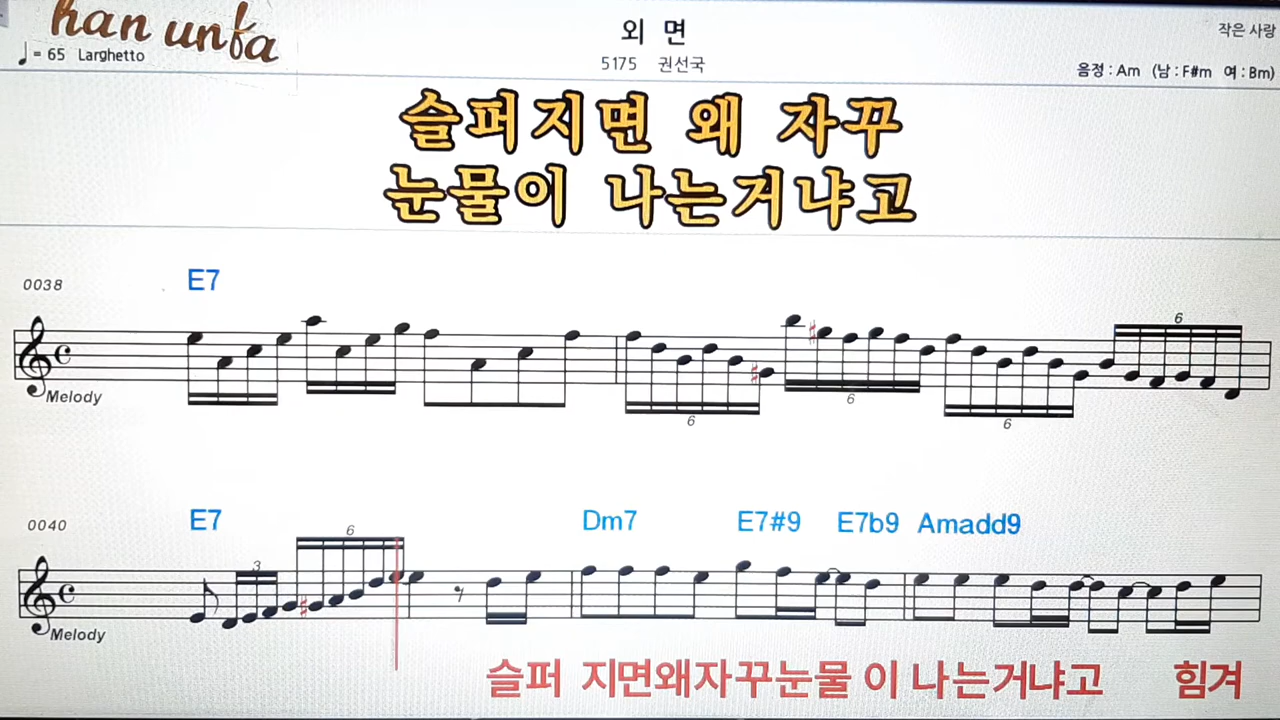 han unfa
♩= 65 Larghetto
외 면
5175 권선국
작은 사랑
음정 : Am (남 : F#m 여 : Bm)
슬퍼지면 왜 자꾸
눈물이 나는거냐고
0038
E7
6
Melody
6
6
6
0040
E7
Dm7
E7#9
E7b9
Amadd9
6
3
Melody
슬퍼 지면왜자꾸눈물 이 나는거냐고 힘겨